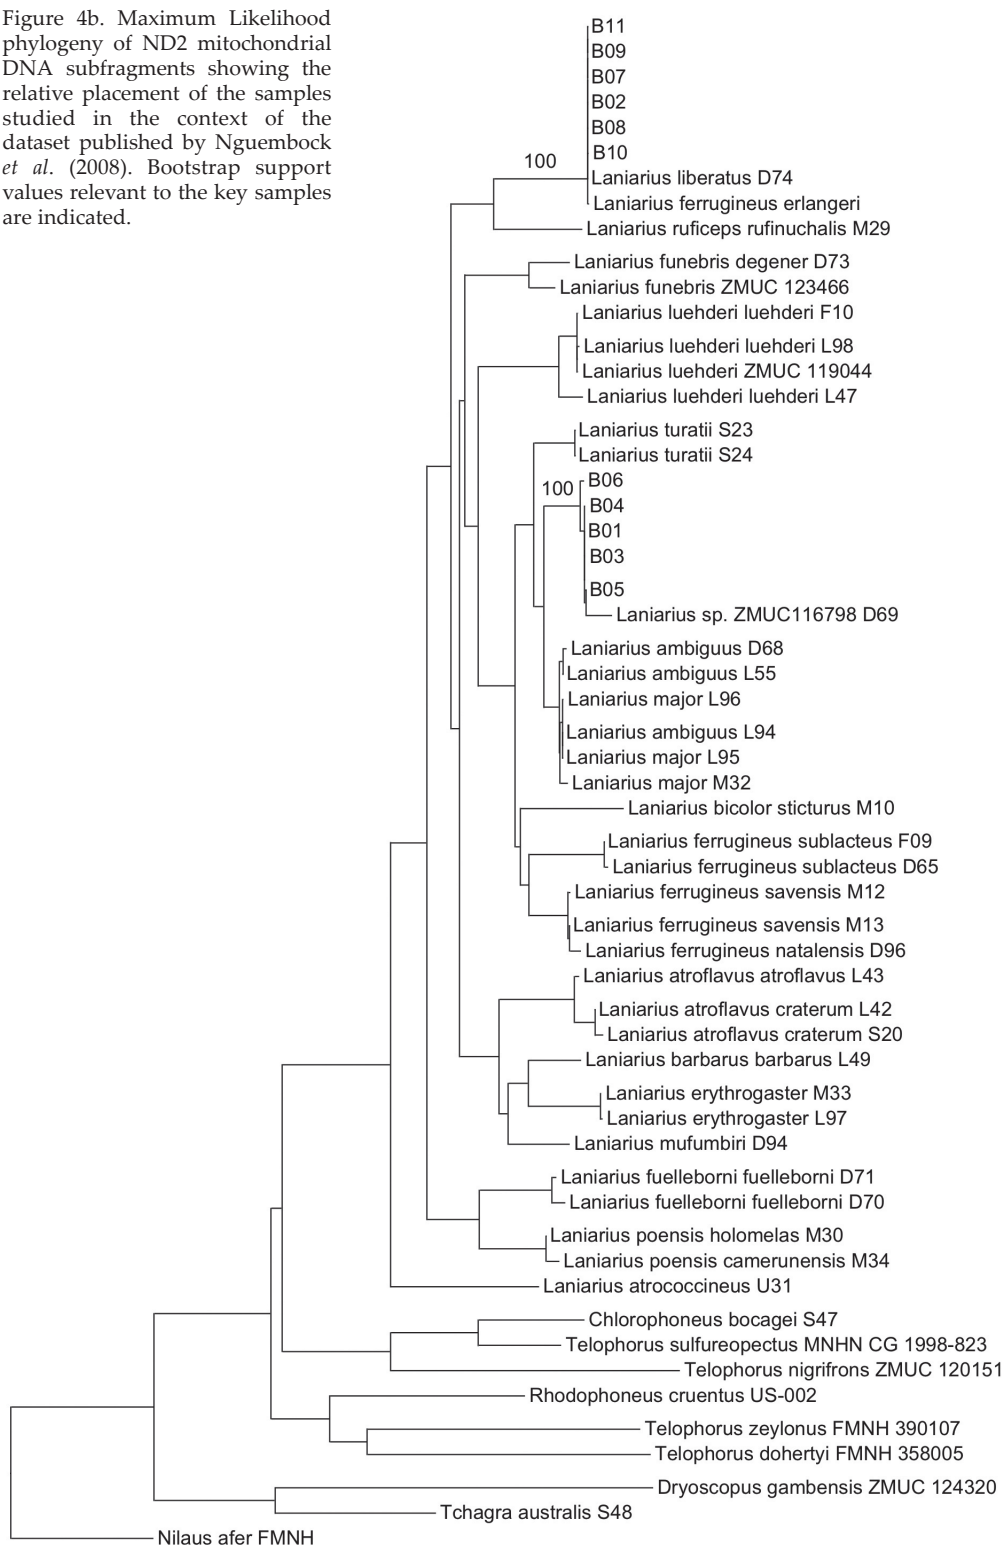 Figure 4b. Maximum Likelihood
phylogeny of ND2 mitochondrial
DNA subfragments showing the
relative placement of the samples
studied in the context of the
dataset published by Nguembock
et al. (2008). Bootstrap support
values relevant to the key samples
are indicated.
B11
B09
B07
B02
B08
B10
100
Laniarius liberatus D74
Laniarius ferrugineus erlangeri
Laniarius ruficeps rufinuchalis M29
Laniarius funebris degener D73
Laniarius funebris ZMUC 123466
Laniarius luehderi luehderi F10
Laniarius luehderi luehderi L98
Laniarius luehderi ZMUC 119044
Laniarius luehderi luehderi L47
Laniarius turatii S23
Laniarius turatii S24
B06
100
B04
B01
B03
B05
Laniarius sp. ZMUC116798 D69
Laniarius ambiguus D68
Laniarius ambiguus L55
Laniarius major L96
Laniarius ambiguus L94
Laniarius major L95
Laniarius major M32
Laniarius bicolor sticturus M10
Laniarius ferrugineus sublacteus F09
Laniarius ferrugineus sublacteus D65
Laniarius ferrugineus savensis M12
Laniarius ferrugineus savensis M13
Laniarius ferrugineus natalensis D96
Laniarius atroflavus atroflavus L43
Laniarius atroflavus craterum L42
Laniarius atroflavus craterum S20
Laniarius barbarus barbarus L49
Laniarius erythrogaster M33
Laniarius erythrogaster L97
Laniarius mufumbiri D94
Laniarius fuelleborni fuelleborni D71
Laniarius fuelleborni fuelleborni D70
Laniarius poensis holomelas M30
Laniarius poensis camerunensis M34
Laniarius atrococcineus U31
Chlorophoneus bocagei S47
Telophorus sulfureopectus MNHN CG 1998-823
Telophorus nigrifrons ZMUC 120151
Rhodophoneus cruentus US-002
Telophorus zeylonus FMNH 390107
Telophorus dohertyi FMNH 358005
Dryoscopus gambensis ZMUC 124320
Tchagra australis S48
Nilaus afer FMNH